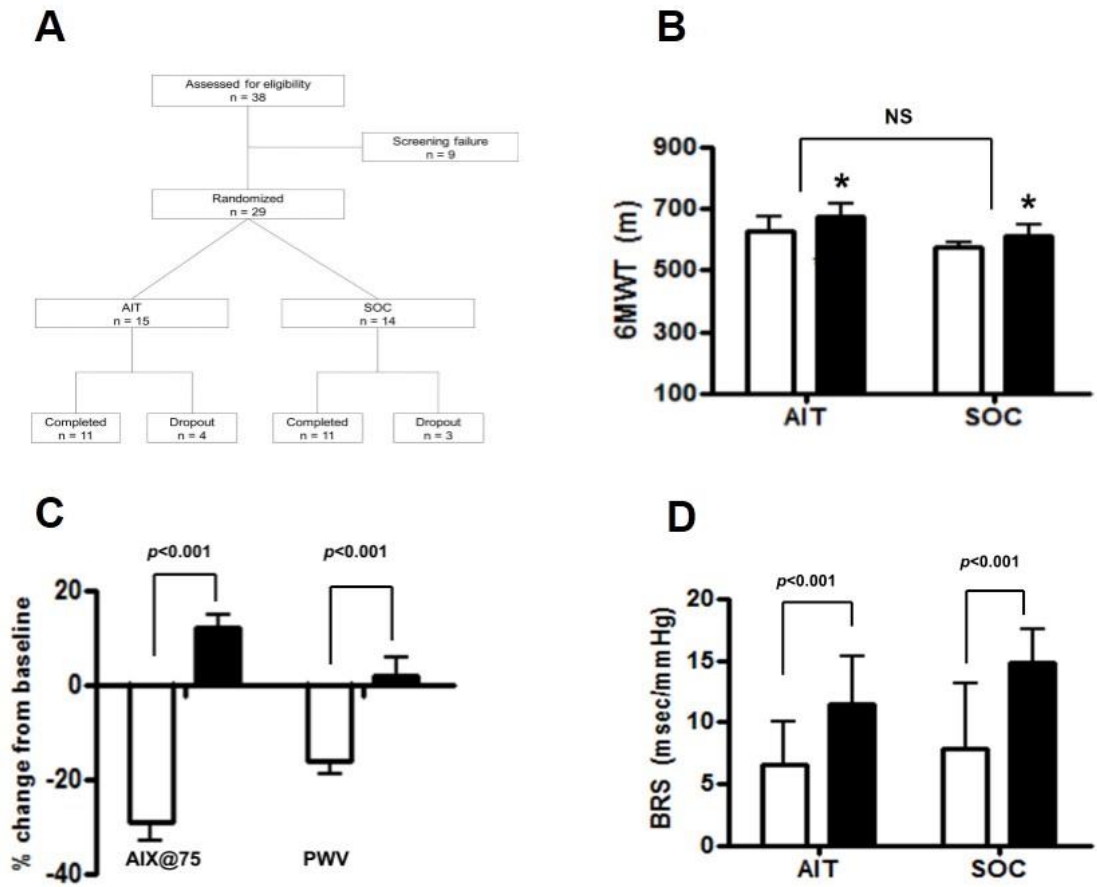 A
Assessed for eligibility
n = 38
Screening failure
n = 9
Randomized
n = 29
AIT
n = 15
SOC
n = 14
Completed
n = 11
Dropout
n = 4
Completed
n = 11
Dropout
n = 3
B
NS
6MWT (m)
900
700
500
300
100
*
*
AIT
SOC
C
p<0.001
p<0.001
% change from baseline
20
0
-20
-40
AIX@75
PWV
D
p<0.001
p<0.001
BRS (msec/mmHg)
20
15
10
5
0
AIT
SOC